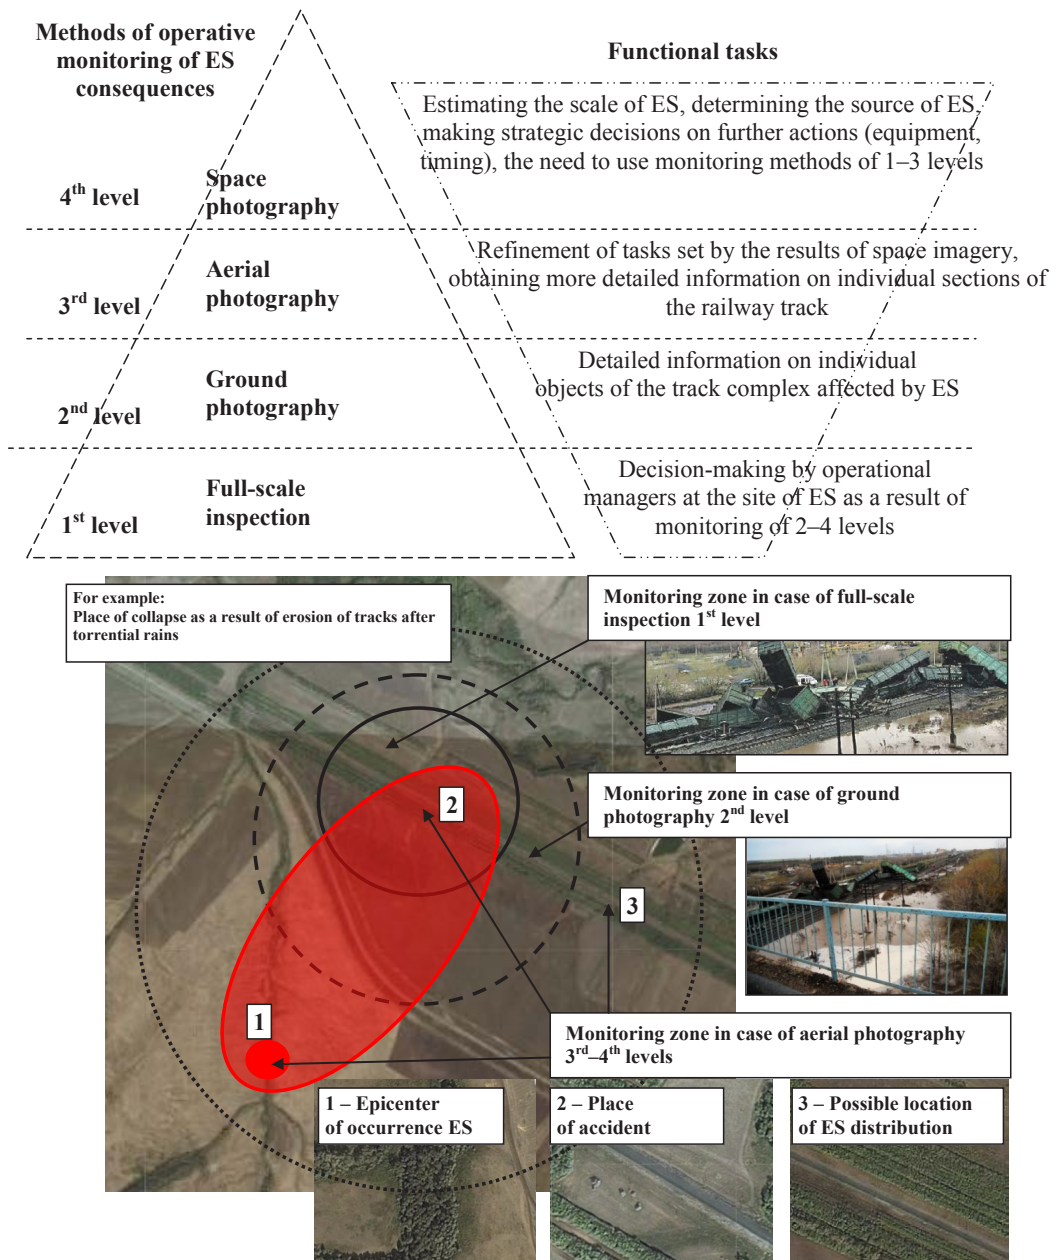 Methods of operative
monitoring of ES
consequences
Functional tasks
Estimating the scale of ES, determining the source of ES,
making strategic decisions on further actions (equipment,
timing), the need to use monitoring methods of 1–3 levels
4th level
Space
photography
Refinement of tasks set by the results of space imagery,
obtaining more detailed information on individual sections of
the railway track
3rd level
Aerial
photography
Detailed information on individual
objects of the track complex affected by ES
2nd level
Ground
photography
Decision-making by operational
managers at the site of ES as a result of
monitoring of 2–4 levels
1st level
Full-scale
inspection
For example:
Place of collapse as a result of erosion of tracks after
torrential rains
Monitoring zone in case of full-scale
inspection 1st level
2
Monitoring zone in case of ground
photography 2nd level
3
1
Monitoring zone in case of aerial photography
3rd–4th levels
1 – Epicenter
of occurrence ES
2 – Place
of accident
3 – Possible location
of ES distribution